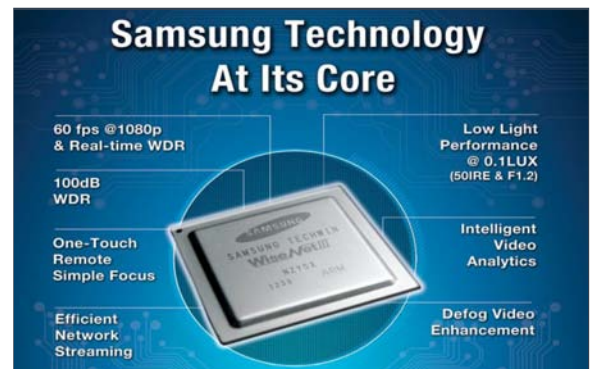 Samsung Technology
At Its Core
60 fps @1080p
& Real-time WDR
100dB
WDR
One-Touch
Remote
Simple Focus
Efficient
Network
Streaming
Low Light
Performance
@ 0.1LUX
(50IRE & F1.2)
Intelligent
Video
Analytics
Defog Video
Enhancement
SAMSUNG
SAMSUNG TECHWIN
WiseNetIII
ARM